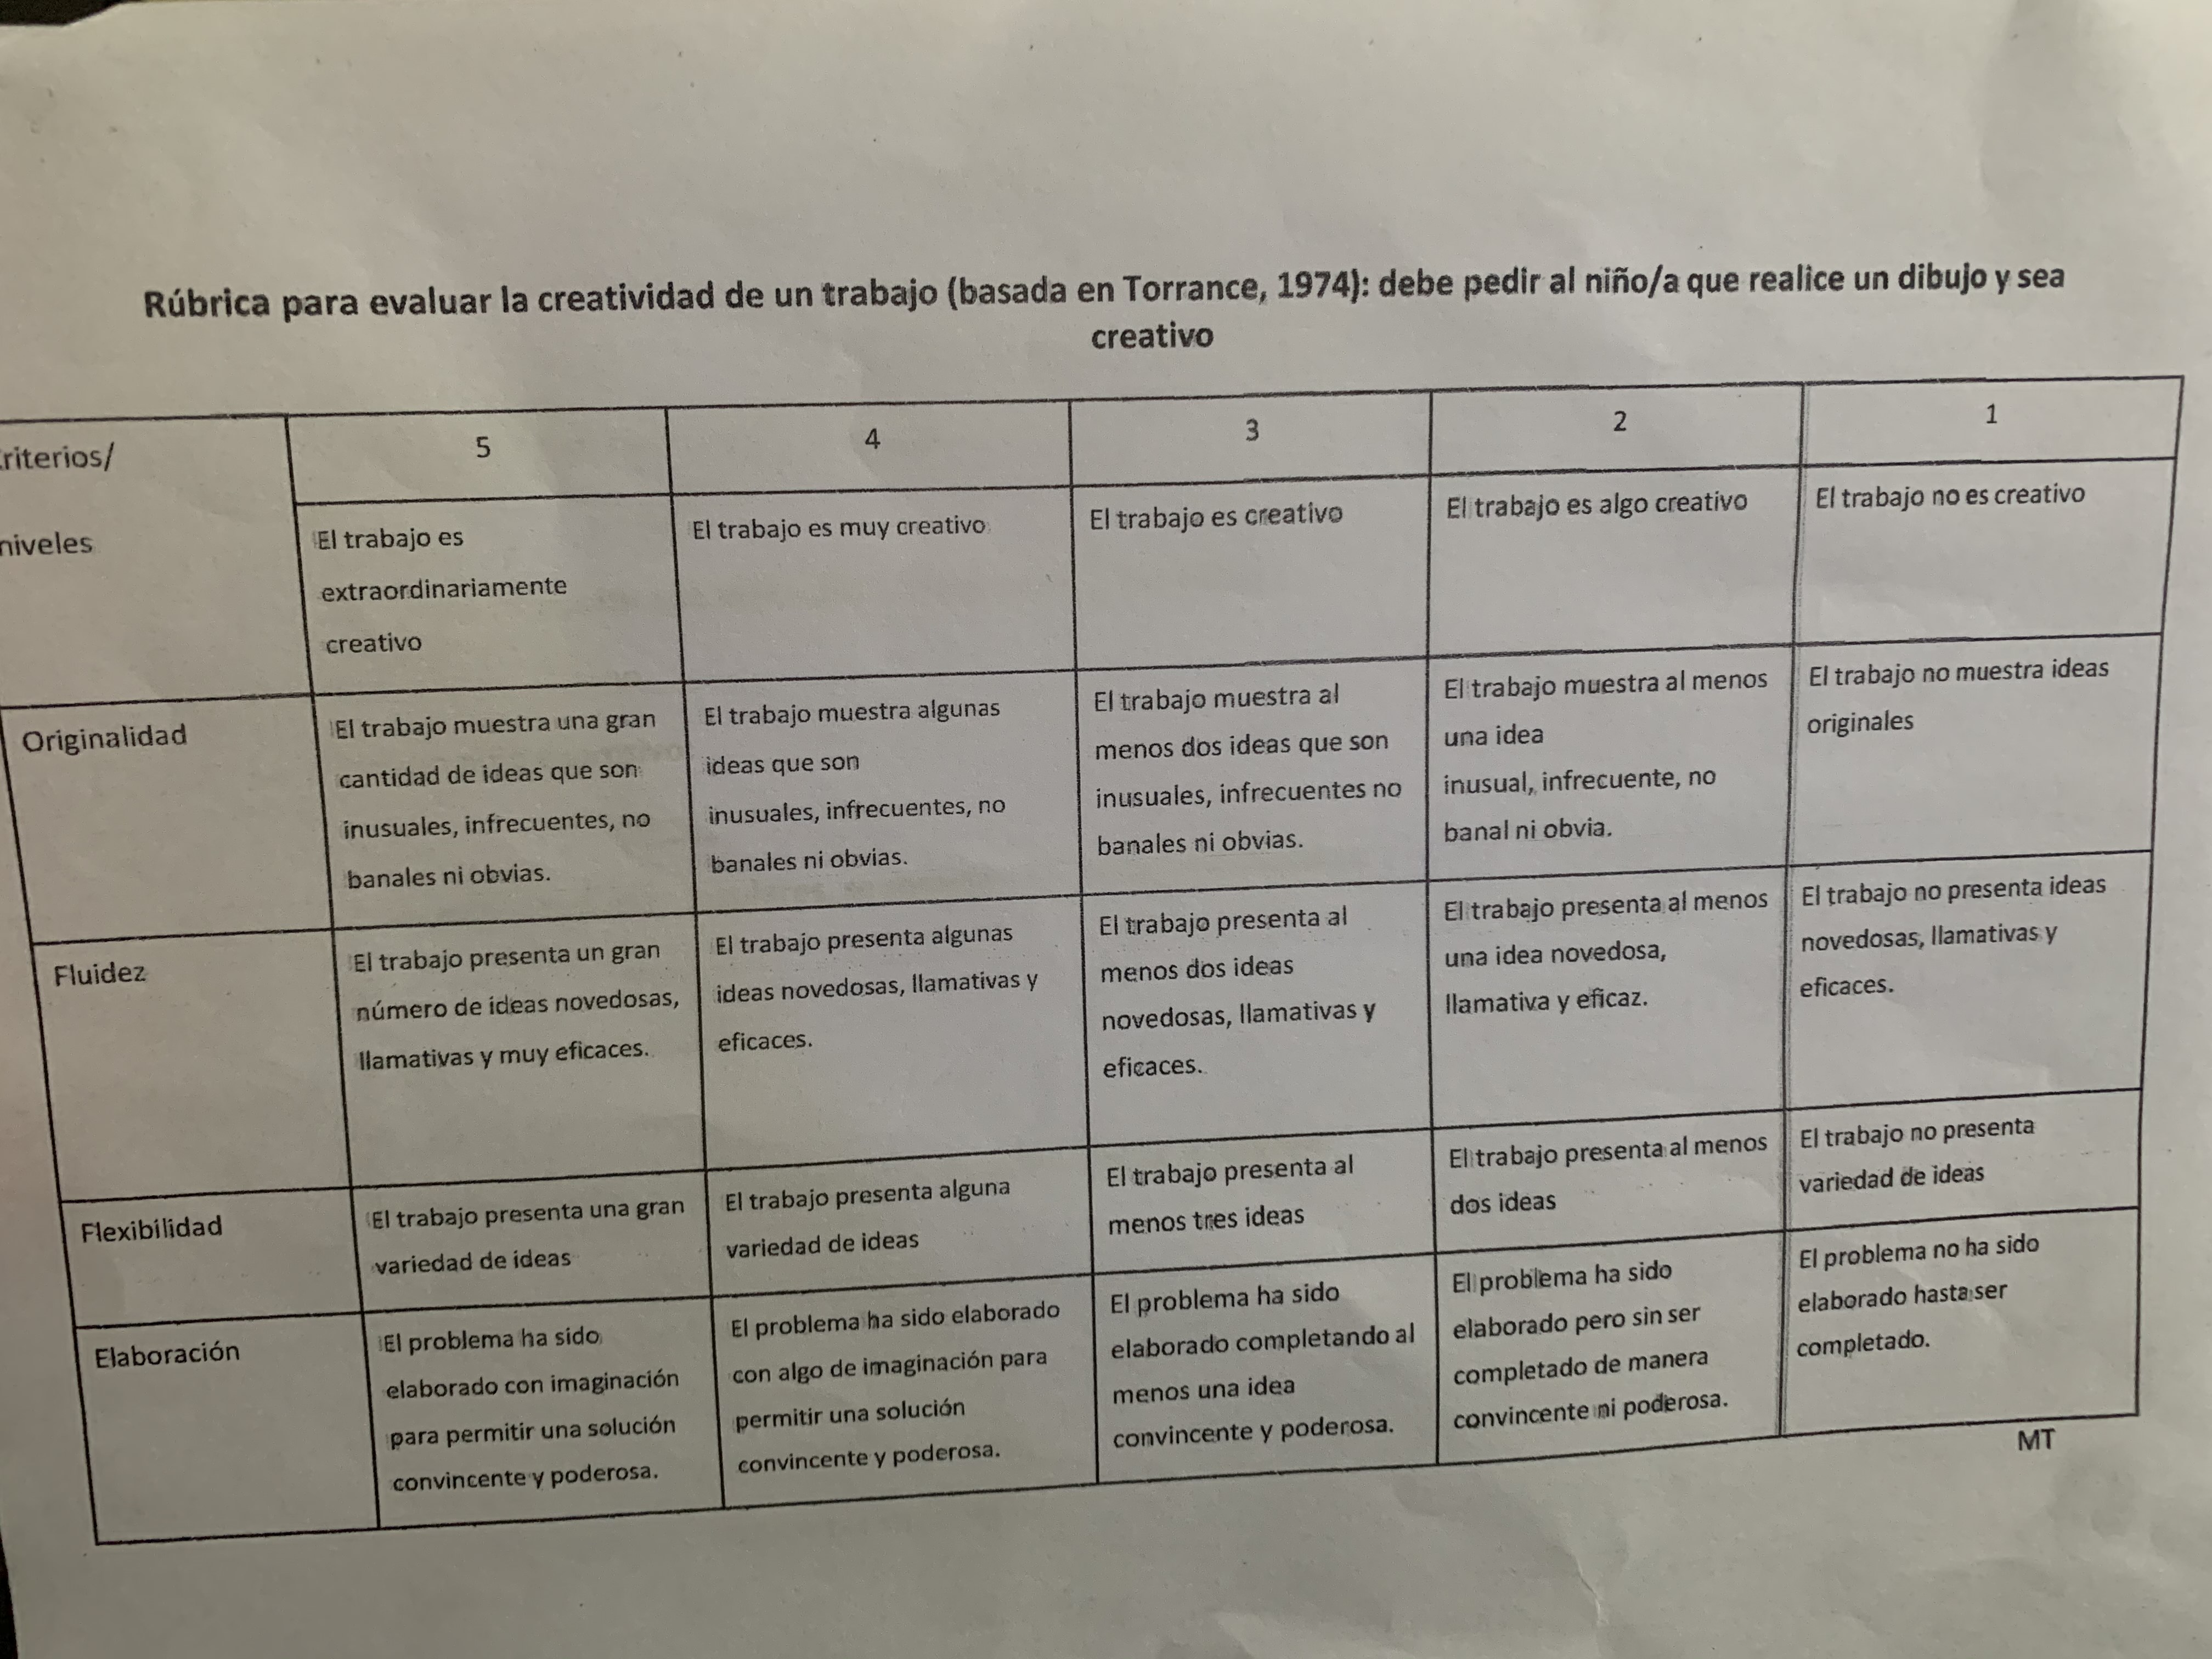 Rúbrica para evaluar la creatividad de un trabajo (basada en Torrance, 1974): debe pedir al niño/a que realice un dibujo y sea
creativo
riterios/
niveles
5
4
3
2
1
El trabajo es
extraordinariamente
creativo
El trabajo es muy creativo
El trabajo es creativo
El trabajo es algo creativo
El trabajo no es creativo
Originalidad
El trabajo muestra una gran
cantidad de ideas que son
inusuales, infrecuentes, no
banales ni obvias.
El trabajo muestra algunas
ideas que son
inusuales, infrecuentes, no
banales ni obvias.
El trabajo muestra al
menos dos ideas que son
inusuales, infrecuentes no
banales ni obvias.
El trabajo muestra al menos
una idea
inusual, infrecuente, no
banal ni obvia.
El trabajo no muestra ideas
originales
Fluidez
El trabajo presenta un gran
número de ideas novedosas,
llamativas y muy eficaces.
El trabajo presenta algunas
ideas novedosas, llamativas y
eficaces.
El trabajo presenta al
menos dos ideas
novedosas, llamativas y
eficaces.
El trabajo presenta al menos
una idea novedosa,
llamativa y eficaz.
El trabajo no presenta ideas
novedosas, llamativas y
eficaces.
Flexibilidad
El trabajo presenta una gran
variedad de ideas
El trabajo presenta alguna
variedad de ideas
El trabajo presenta al
menos tres ideas
El trabajo presenta al menos
dos ideas
El trabajo no presenta
variedad de ideas
Elaboración
El problema ha sido
elaborado con imaginación
para permitir una solución
convincente y poderosa.
El problema ha sido elaborado
con algo de imaginación para
permitir una solución
convincente y poderosa.
El problema ha sido
elaborado completando al
menos una idea
convincente y poderosa.
El problema ha sido
elaborado pero sin ser
completado de manera
convincente ni poderosa.
El problema no ha sido
elaborado hasta ser
completado.
MT